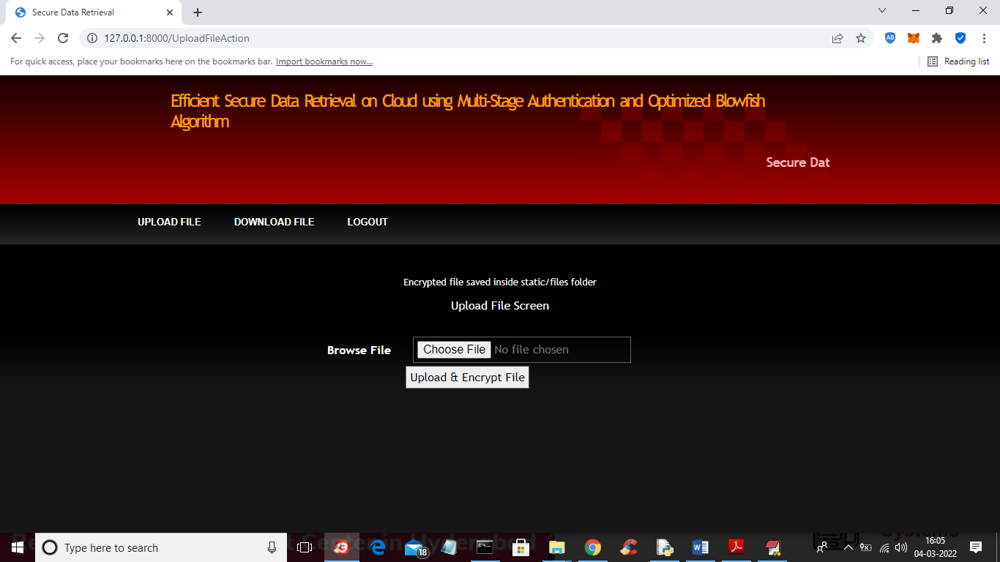 Secure Data Retrieval
127.0.0.1:8000/UploadFileAction
For quick access, place your bookmarks here on the bookmarks bar. Import bookmarks now...
Reading list
Efficient Secure Data Retrieval on Cloud using Multi-Stage Authentication and Optimized Blowfish
Algorithm
Secure Dat
UPLOAD FILE DOWNLOAD FILE LOGOUT
Encrypted file saved inside static/files folder
Upload File Screen
Browse File Choose File No file chosen
Upload & Encrypt File
Type here to search
18
16:05
04-03-2022